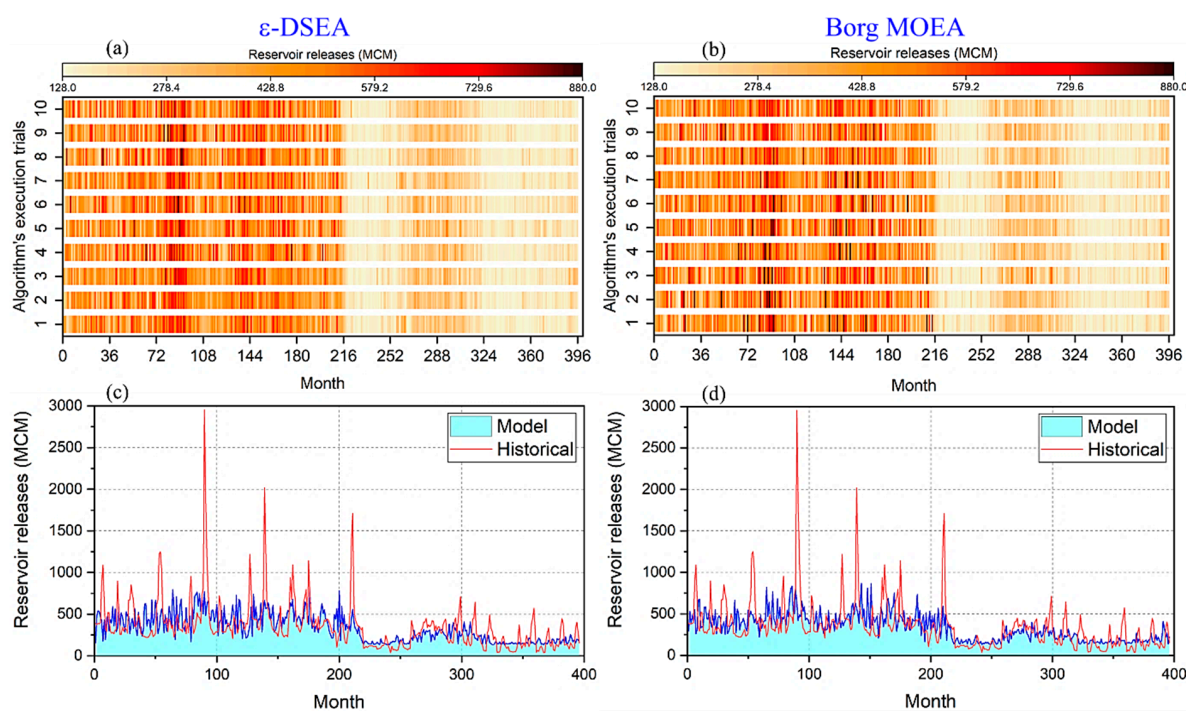 ε-DSEA
Borg MOEA
(a)
Reservoir releases (MCM)
128.0 278.4 428.8 579.2 729.6 880.0
Algorithm's execution trials
10
9
8
7
6
5
4
3
2
1
0 36 72 108 144 180 216 252 288 324 360 396
Month
(b)
Reservoir releases (MCM)
128.0 278.4 428.8 579.2 729.6 880.0
Algorithm's execution trials
10
9
8
7
6
5
4
3
2
1
0 36 72 108 144 180 216 252 288 324 360 396
Month
(c)
Reservoir releases (MCM)
3000
2500
2000
1500
1000
500
0
Model
Historical
0 100 200 300 400
Month
(d)
Reservoir releases (MCM)
3000
2500
2000
1500
1000
500
0
Model
Historical
0 100 200 300 400
Month